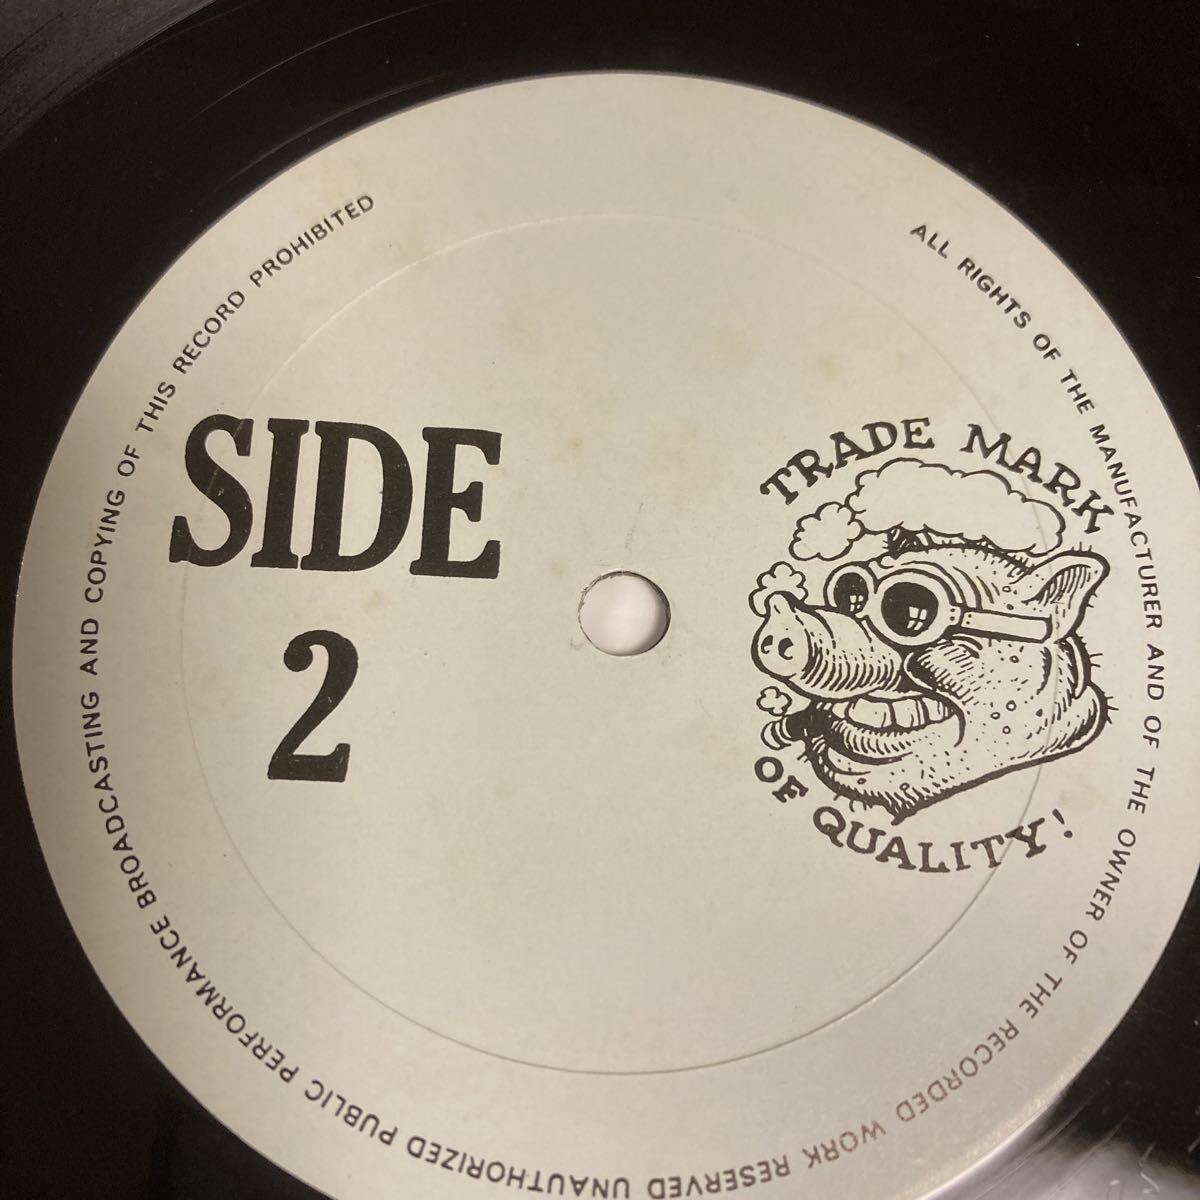 SIDE
2
TRADE MARK
OF QUALITY!
ALL RIGHTS OF THE MANUFACTURER AND OF THE OWNER OF THE RECORDED WORK RESERVED UNAUTHORIZED PUBLIC PERFORMANCE BROADCASTING AND COPYING OF THIS RECORD PROHIBITED